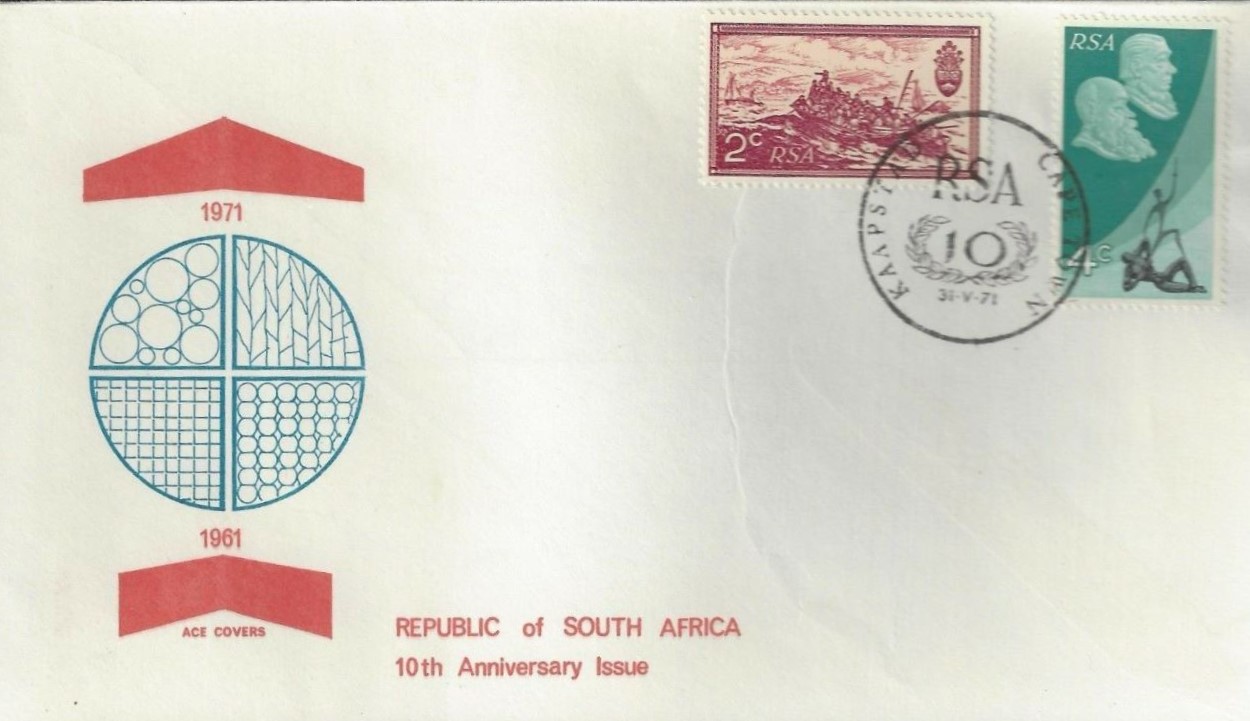 2c RSA
RSA
4c
KAAPSTAD CAPE TOWN
RSA
10
31-V-71
1971
1961
ACE COVERS
REPUBLIC of SOUTH AFRICA
10th Anniversary Issue